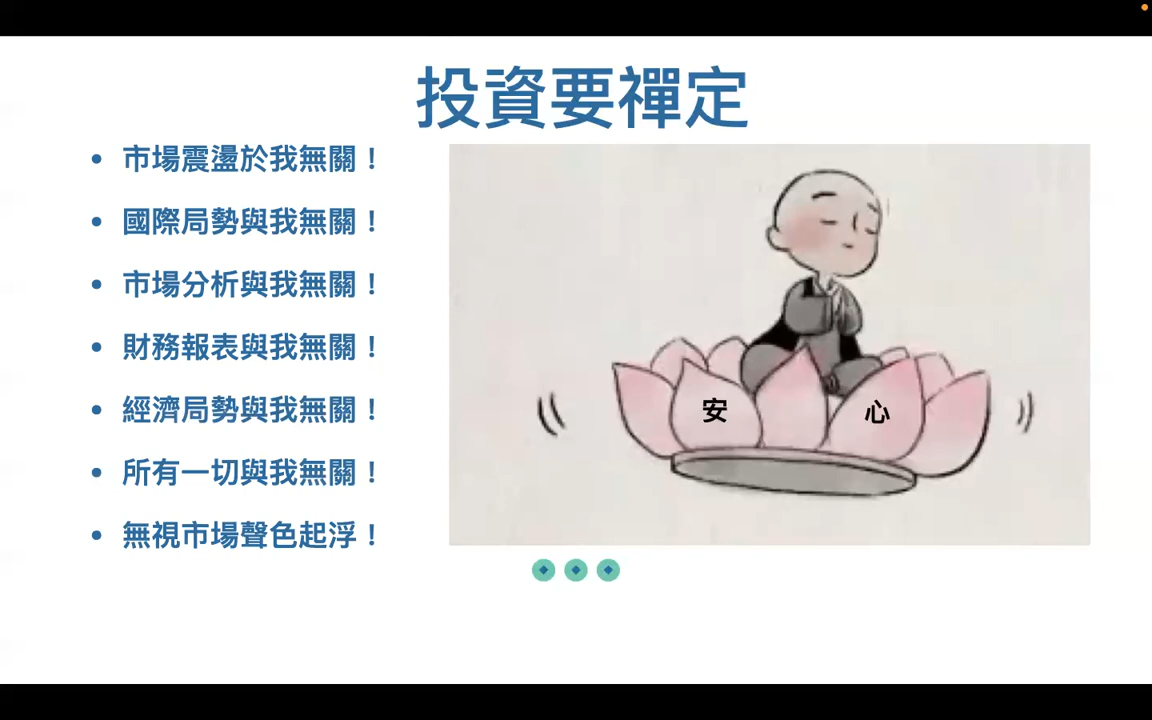 投資要禪定
市場震盪於我無關！
國際局勢與我無關！
市場分析與我無關！
財務報表與我無關！
經濟局勢與我無關！
所有一切與我無關！
無視市場聲色起浮！
安 心